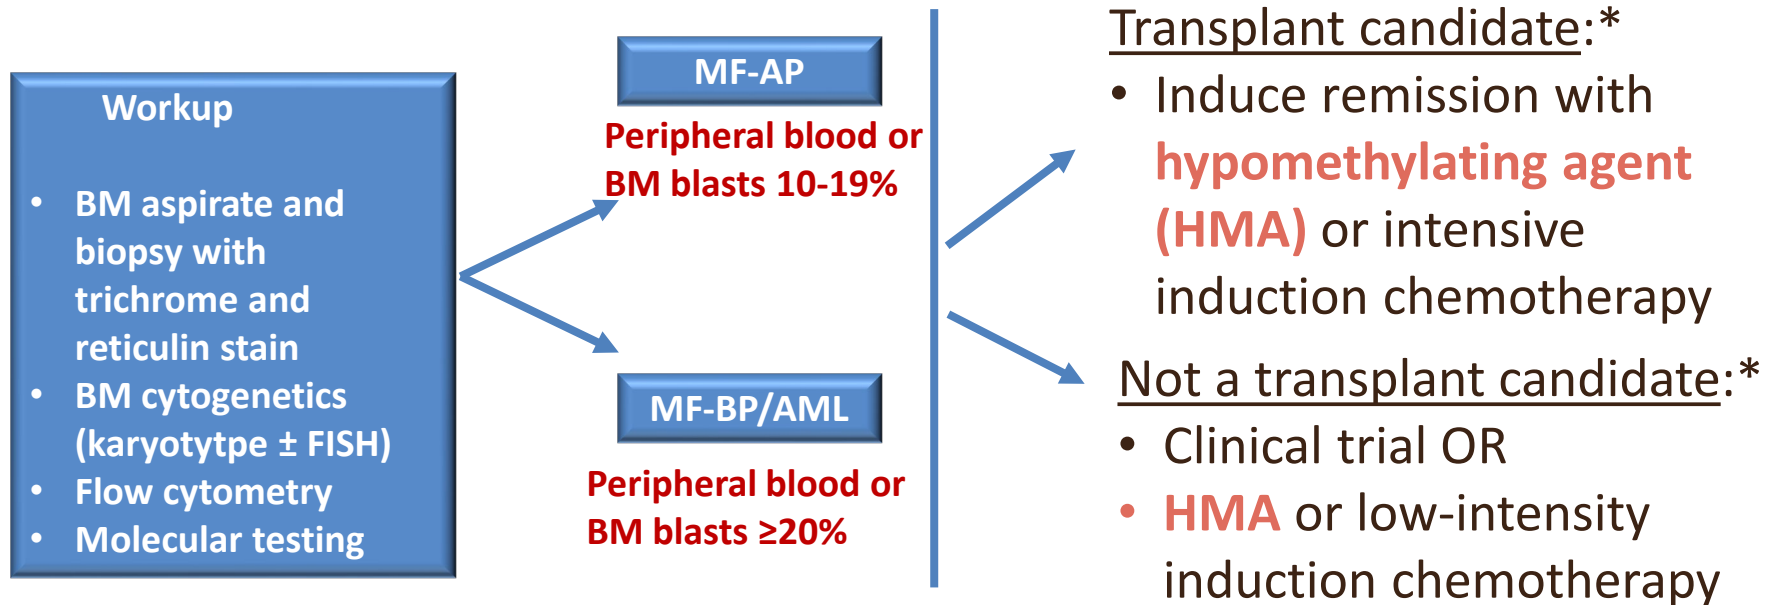 Workup
• BM aspirate and
biopsy with
trichrome and
reticulin stain
• BM cytogenetics
(karyotytpe ± FISH)
• Flow cytometry
• Molecular testing
MF-AP
Peripheral blood or
BM blasts 10-19%
MF-BP/AML
Peripheral blood or
BM blasts ≥20%
Transplant candidate:*
• Induce remission with
hypomethylating agent
(HMA) or intensive
induction chemotherapy
Not a transplant candidate:*
• Clinical trial OR
• HMA or low-intensity
induction chemotherapy